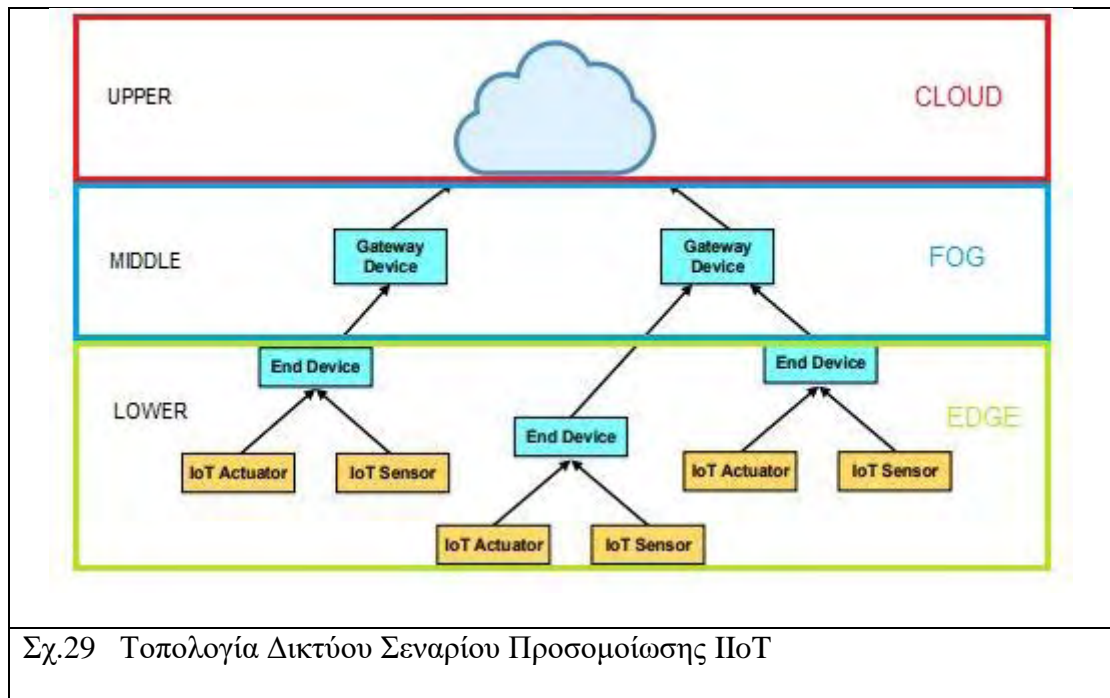 UPPER
CLOUD
Gateway
Device
Gateway
Device
MIDDLE
FOG
End Device
End Device
LOWER
EDGE
End Device
IoT Actuator
IoT Sensor
IoT Actuator
IoT Sensor
IoT Actuator
IoT Sensor
Σχ.29 Τοπολογία Δικτύου Σεναρίου Προσομοίωσης IIoT